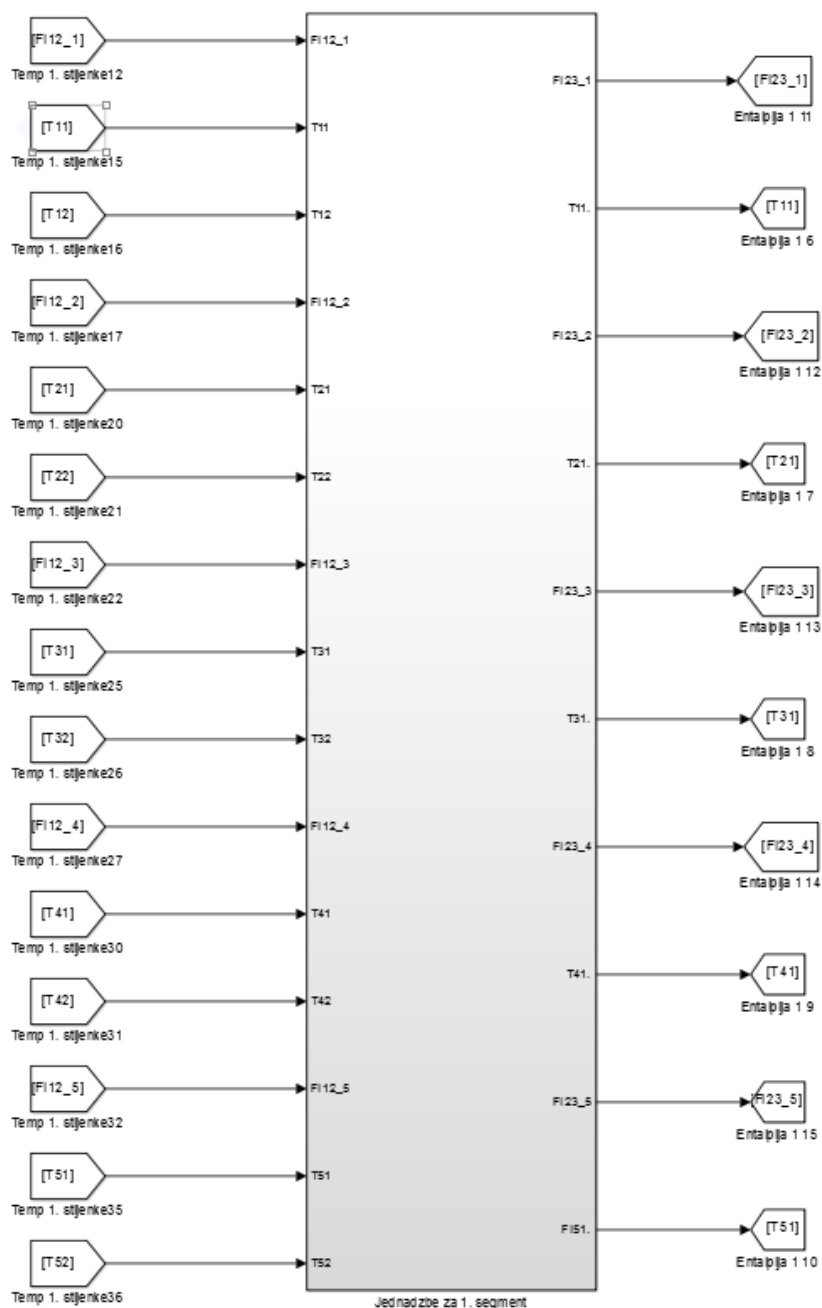 [FI12_1]
FI12_1
Temp 1. stijenke12
FI23_1
[FI23_1]
Entalpija 1 11
[T11]
T11
Temp 1. stijenke15
[T12]
T12
Temp 1. stijenke16
T11.
[T11]
Entalpija 1 6
[FI12_2]
FI12_2
Temp 1. stijenke17
FI23_2
[FI23_2]
Entalpija 1 12
[T21]
T21
Temp 1. stijenke20
[T22]
T22
Temp 1. stijenke21
T21.
[T21]
Entalpija 1 7
[FI12_3]
FI12_3
Temp 1. stijenke22
FI23_3
[FI23_3]
Entalpija 1 13
[T31]
T31
Temp 1. stijenke25
[T32]
T32
Temp 1. stijenke26
T31.
[T31]
Entalpija 1 8
[FI12_4]
FI12_4
Temp 1. stijenke27
FI23_4
[FI23_4]
Entalpija 1 14
[T41]
T41
Temp 1. stijenke30
[T42]
T42
Temp 1. stijenke31
T41.
[T41]
Entalpija 1 9
[FI12_5]
FI12_5
Temp 1. stijenke32
FI23_5
[FI23_5]
Entalpija 1 15
[T51]
T51
Temp 1. stijenke35
FI51.
[T51]
Entalpija 1 10
[T52]
T52
Temp 1. stijenke36
Jednadzbe za 1. segment